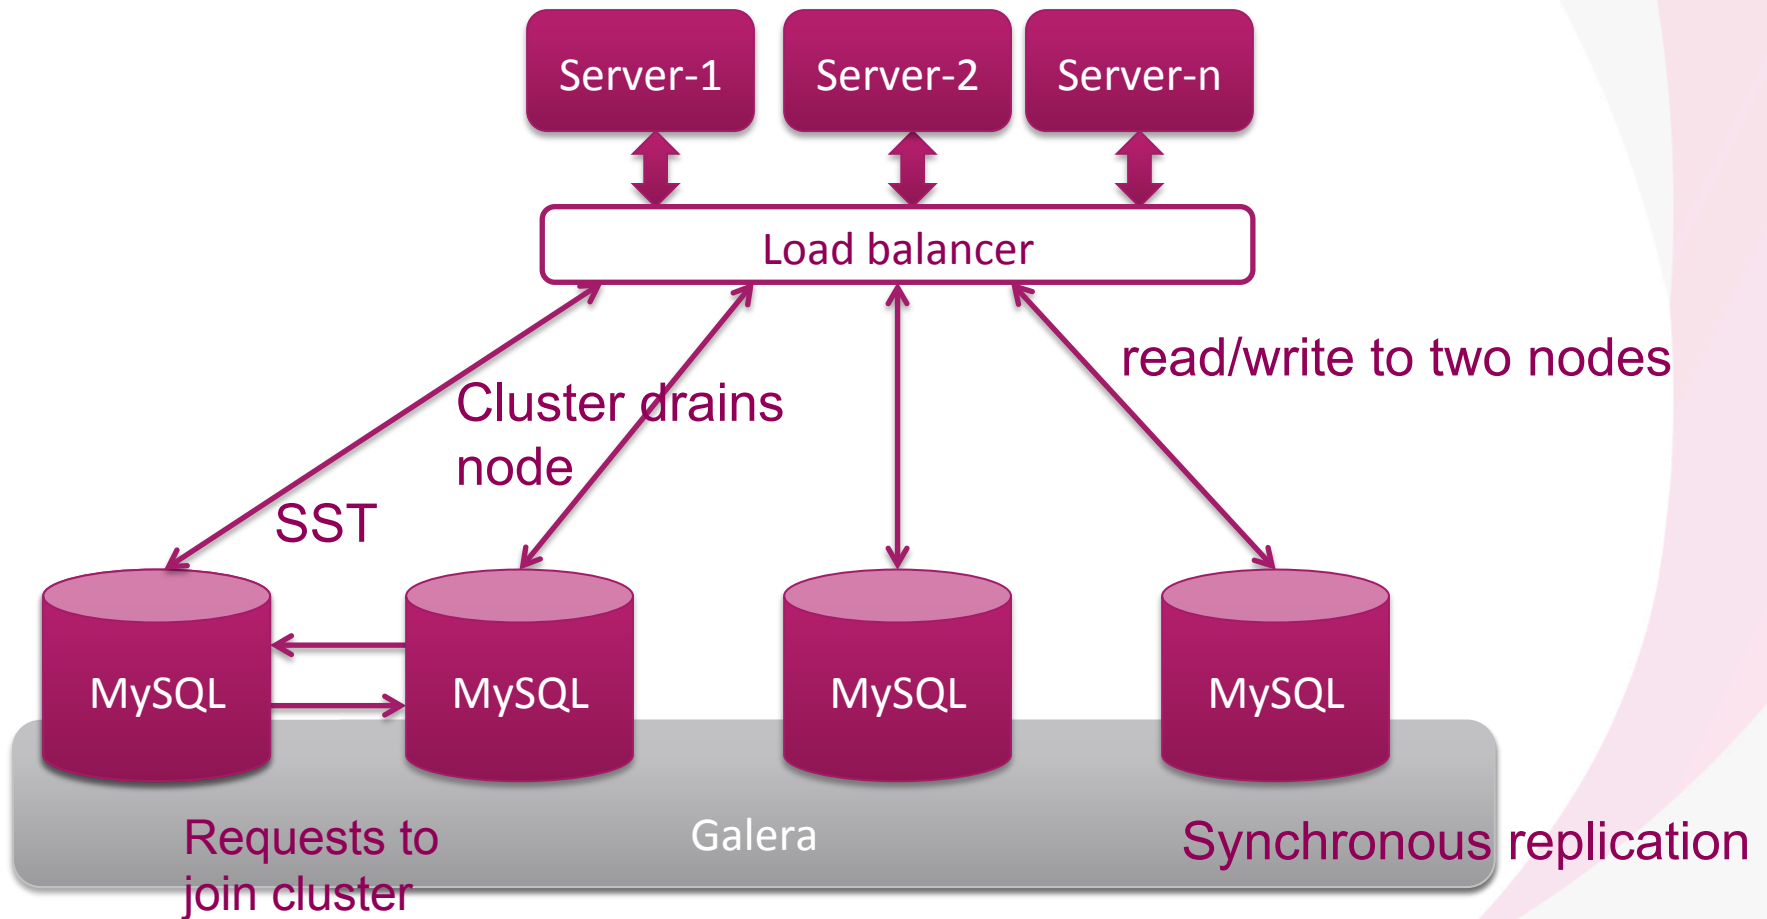 Server-1
Server-2
Server-n
Load balancer
read/write to two nodes
Cluster drains
node
SST
MySQL
MySQL
MySQL
MySQL
Requests to
join cluster
Galera
Synchronous replication